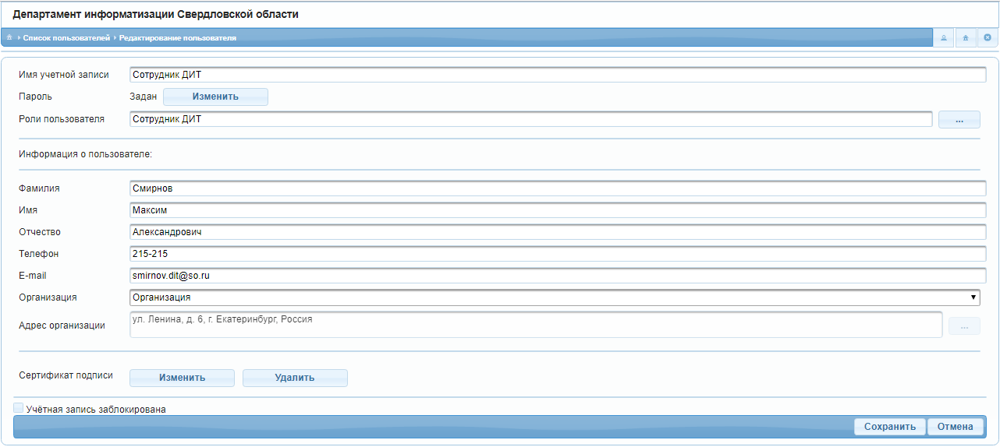 Департамент информатизации Свердловской области
Список пользователей Редактирование пользователя
Имя учетной записи Сотрудник ДИТ
Пароль Задан Изменить
Роли пользователя Сотрудник ДИТ ...
Информация о пользователе:
Фамилия Смирнов
Имя Максим
Отчество Александрович
Телефон 215-215
E-mail smirnov.dit@so.ru
Организация Организация
Адрес организации ул. Ленина, д. 6, г. Екатеринбург, Россия ...
Сертификат подписи Изменить Удалить
Учётная запись заблокирована
Сохранить Отмена